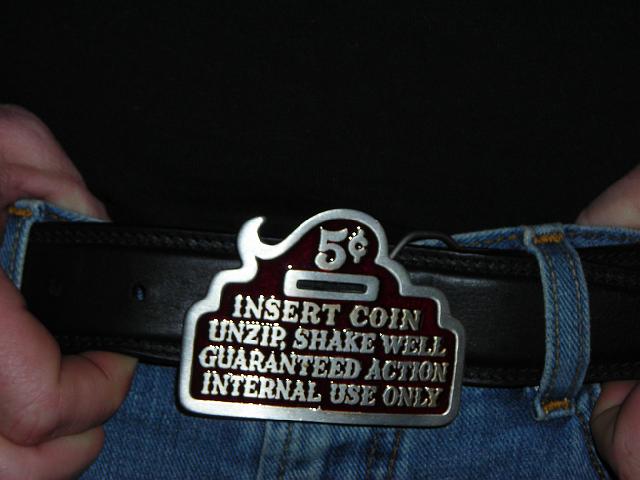 5¢
INSERT COIN
UNZIP, SHAKE WELL
GUARANTEED ACTION
INTERNAL USE ONLY